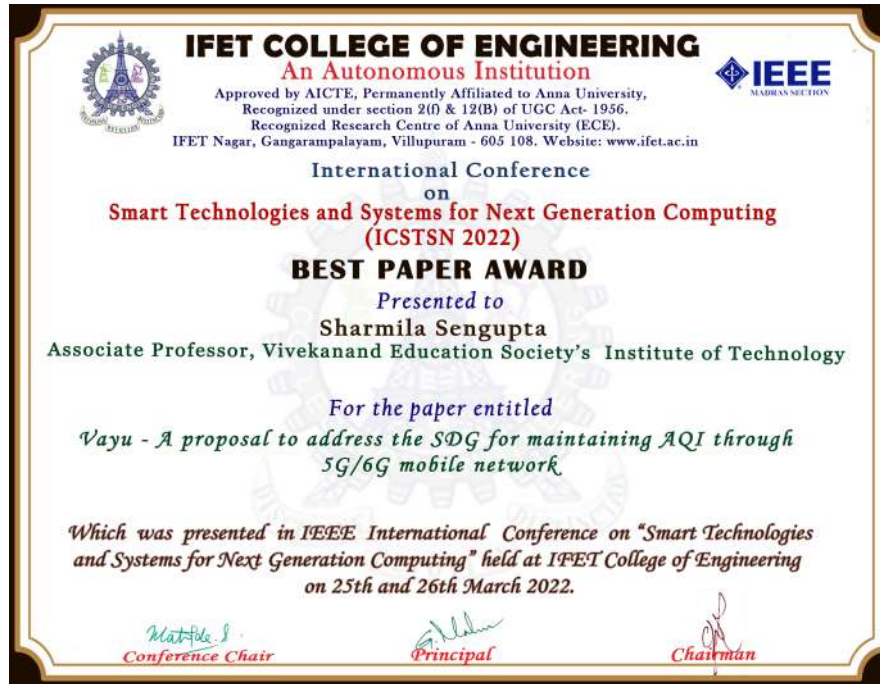 IFET COLLEGE OF ENGINEERING
An Autonomous Institution
Approved by AICTE, Permanently Affiliated to Anna University,
Recognized under section 2(f) & 12(B) of UGC Act- 1956.
Recognized Research Centre of Anna University (ECE).
IFET Nagar, Gangarampalayam, Villupuram - 605 108. Website: www.ifet.ac.in
IEEE
MADRAS SECTION
International Conference
on
Smart Technologies and Systems for Next Generation Computing
(ICSTSN 2022)
BEST PAPER AWARD
Presented to
Sharmila Sengupta
Associate Professor, Vivekanand Education Society's Institute of Technology
For the paper entitled
Vayu - A proposal to address the SDG for maintaining AQI through
5G/6G mobile network
Which was presented in IEEE International Conference on “Smart Technologies
and Systems for Next Generation Computing” held at IFET College of Engineering
on 25th and 26th March 2022.
Conference Chair
Principal
Chairman